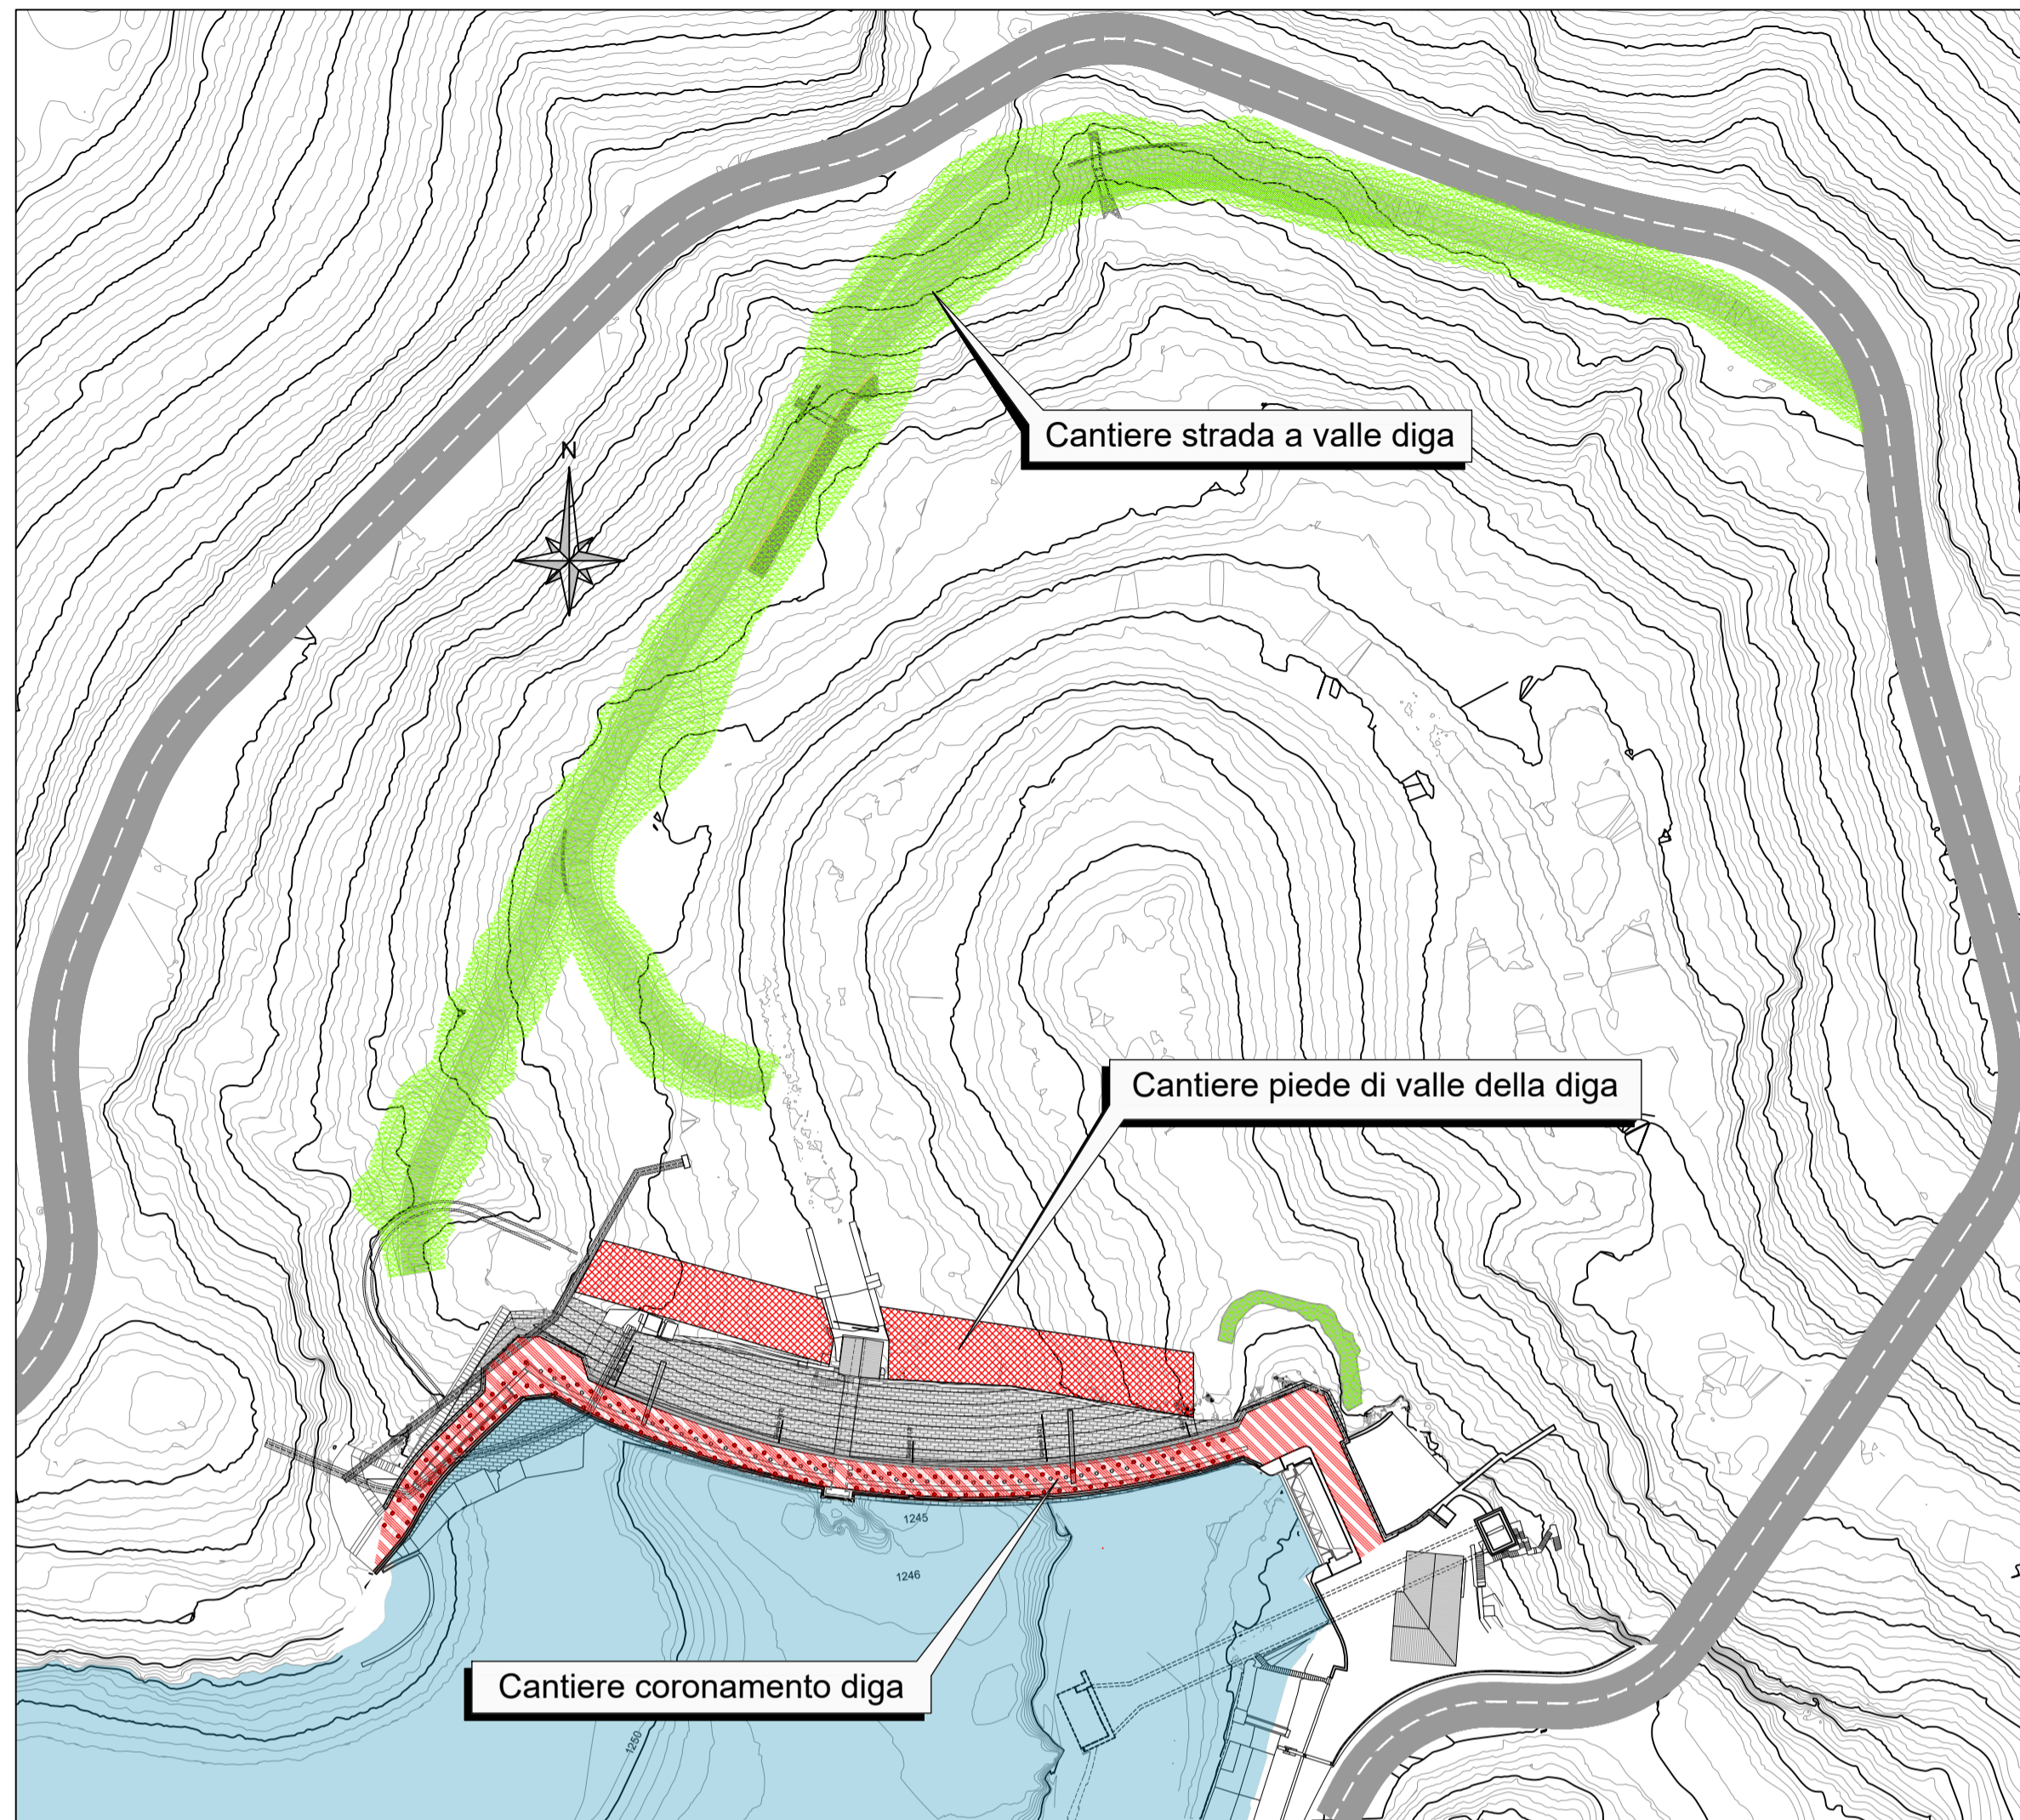 N
Cantiere strada a valle diga
Cantiere piede di valle della diga
1245
1246
Cantiere coronamento diga
1250